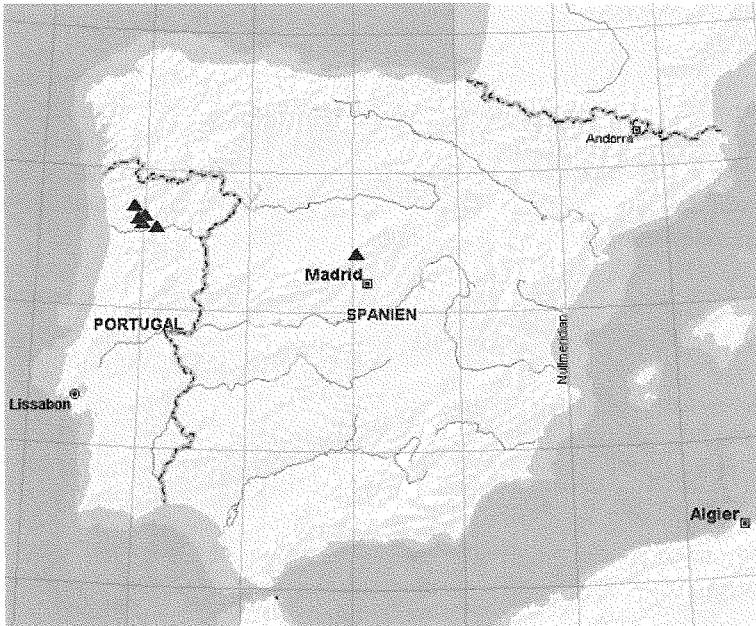 Andorra
Madrid
PORTUGAL
SPANIEN
Nullmeridian
Lissabon
Algier